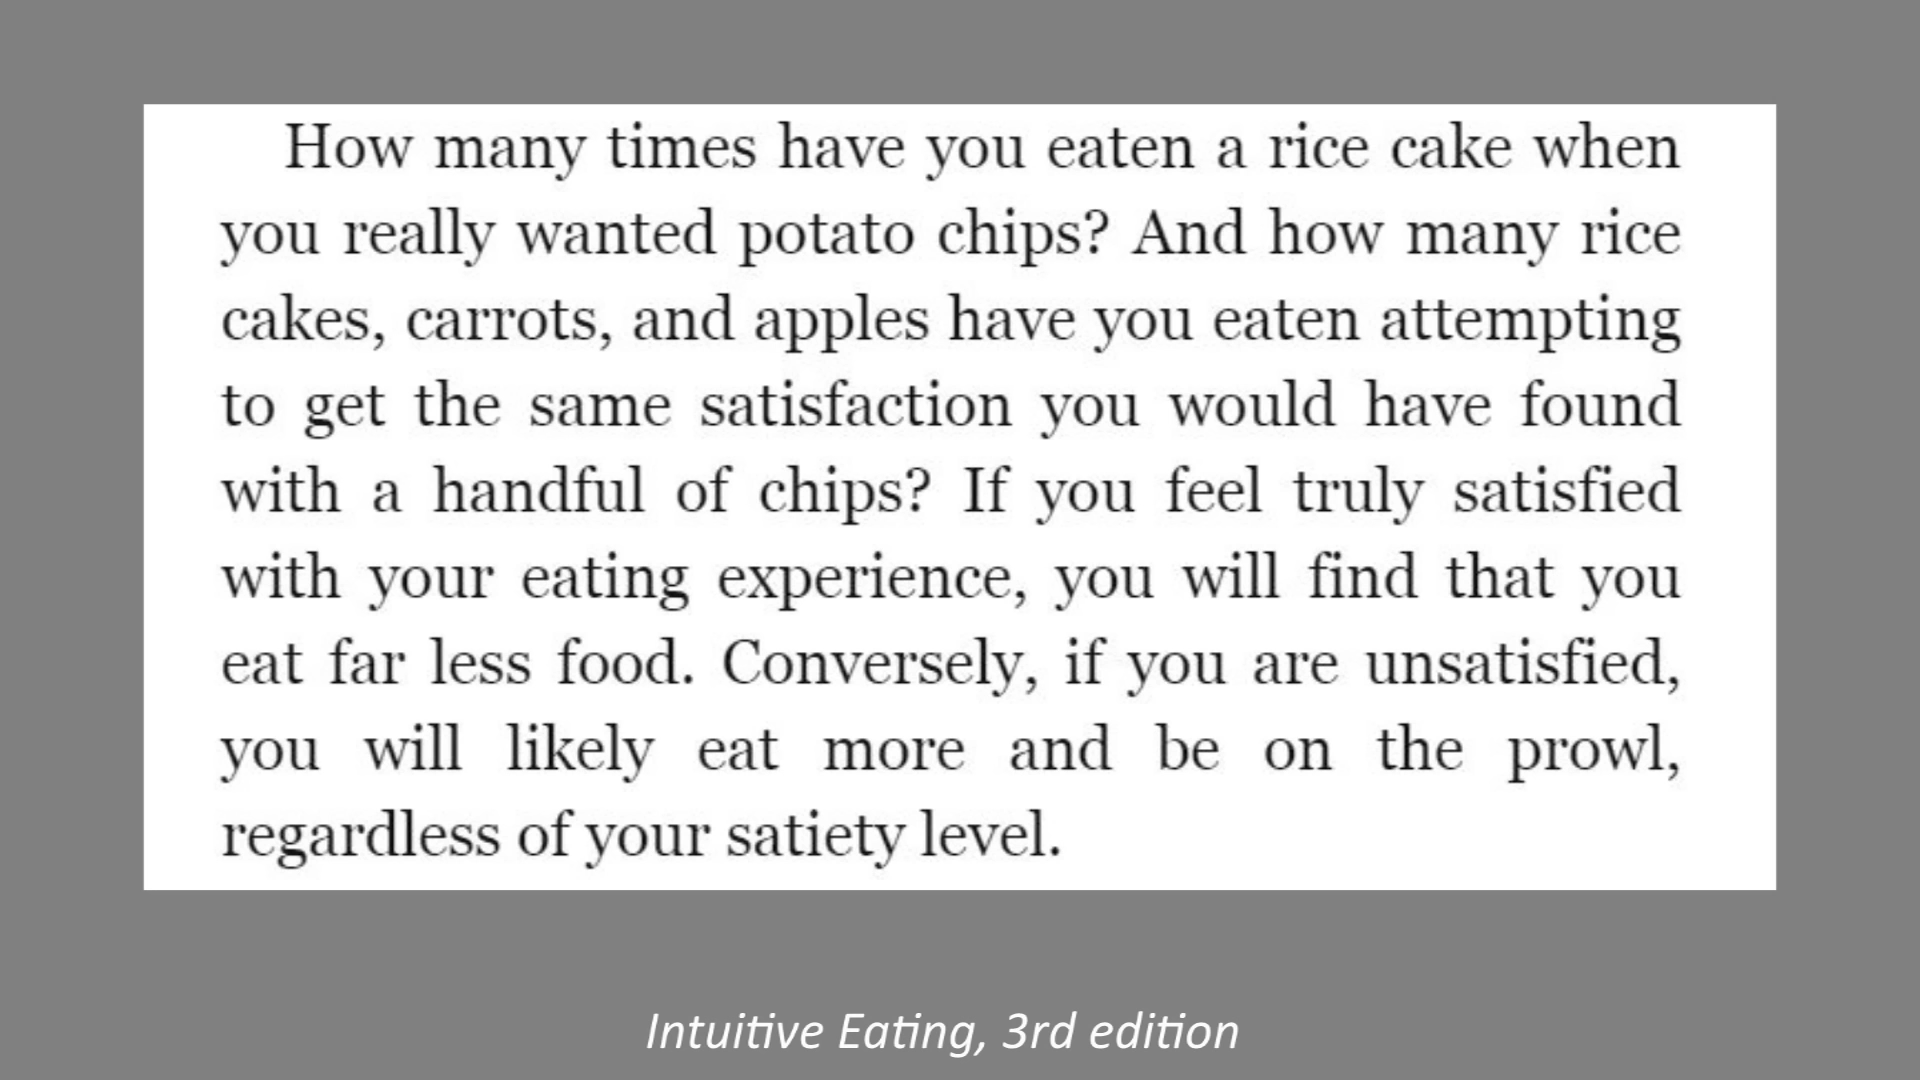 How many times have you eaten a rice cake when
you really wanted potato chips? And how many rice
cakes, carrots, and apples have you eaten attempting
to get the same satisfaction you would have found
with a handful of chips? If you feel truly satisfied
with your eating experience, you will find that you
eat far less food. Conversely, if you are unsatisfied,
you will likely eat more and be on the prowl,
regardless of your satiety level.
Intuitive Eating, 3rd edition